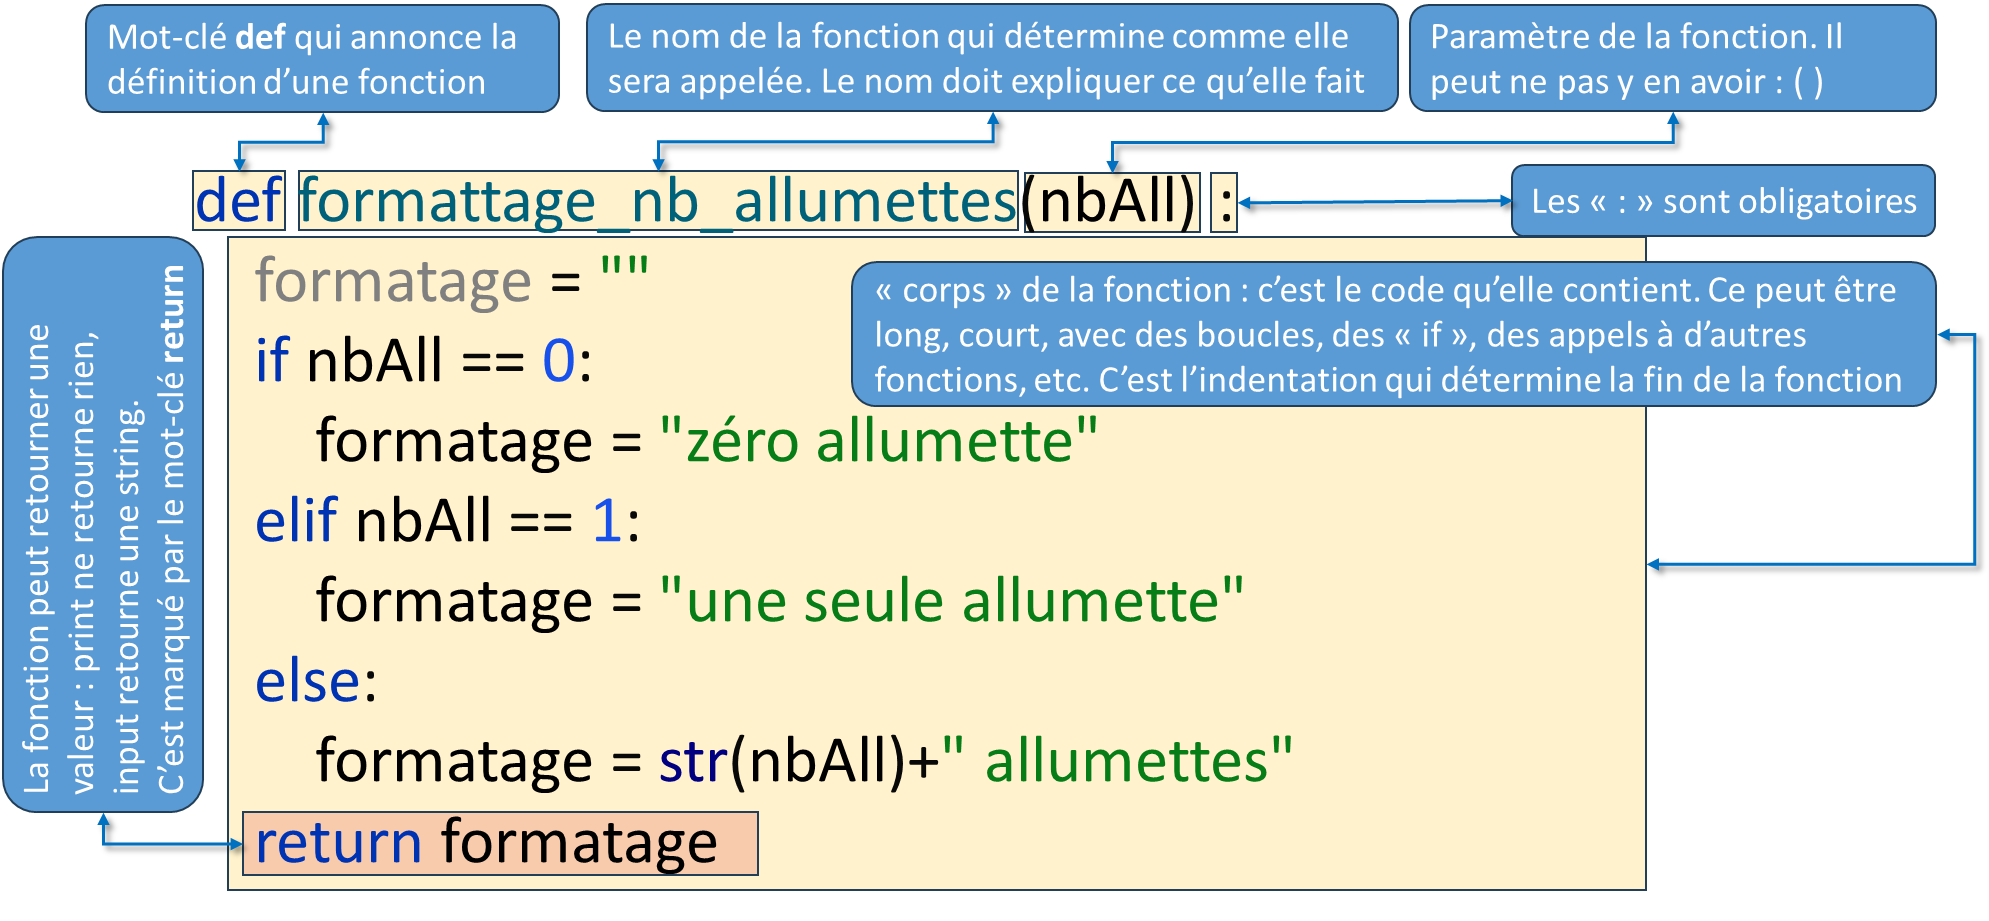 Mot-clé def qui annonce la
définition d’une fonction
Le nom de la fonction qui détermine comme elle
sera appelée. Le nom doit expliquer ce qu’elle fait
Paramètre de la fonction. Il
peut ne pas y en avoir : ( )
def formattage_nb_allumettes(nbAll) :
Les « : » sont obligatoires
La fonction peut retourner une
valeur : print ne retourne rien,
input retourne une string.
C’est marqué par le mot-clé return
formatage = ""
« corps » de la fonction : c’est le code qu’elle contient. Ce peut être
long, court, avec des boucles, des « if », des appels à d’autres
fonctions, etc. C’est l’indentation qui détermine la fin de la fonction
if nbAll == 0:
formatage = "zéro allumette"
elif nbAll == 1:
formatage = "une seule allumette"
else:
formatage = str(nbAll)+" allumettes"
return formatage